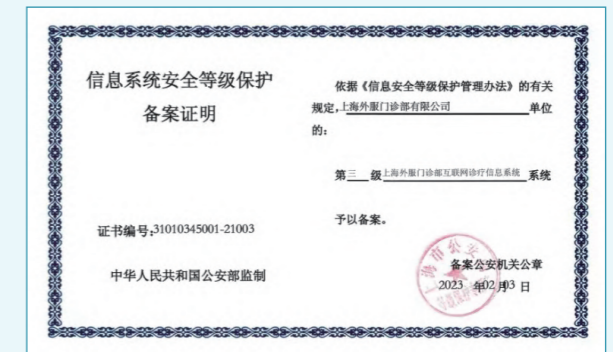 信息系统安全等级保护
备案证明
证书编号:31010345001-21003
中华人民共和国公安部监制
依据《信息安全等级保护管理办法》的有关
规定,上海外服门诊部有限公司 单位
的:
第三 级上海外服门诊部互联网诊疗信息系统 系统
予以备案。
备案公安机关公章
2023 年02 月03 日